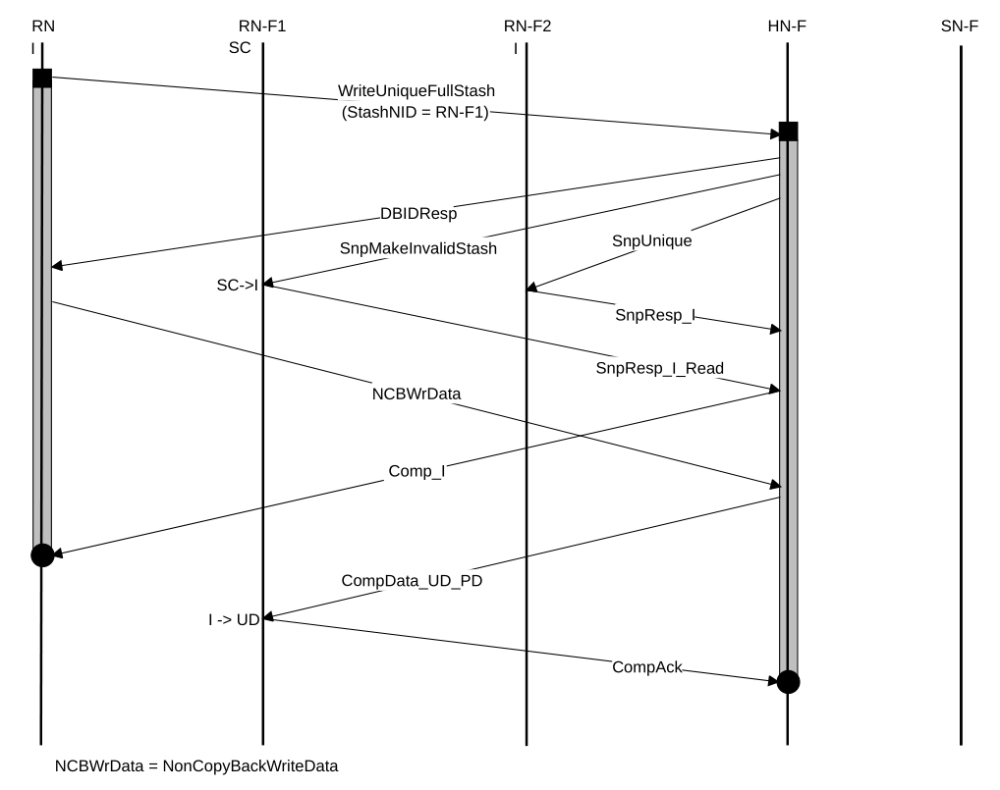 RN
RN-F1
RN-F2
HN-F
SN-F
I
SC
I
WriteUniqueFullStash
(StashNID = RN-F1)
DBIDResp
SnpUnique
SnpMakeInvalidStash
SC->I
SnpResp_I
SnpResp_I_Read
NCBWrData
Comp_I
CompData_UD_PD
I -> UD
CompAck
NCBWrData = NonCopyBackWriteData